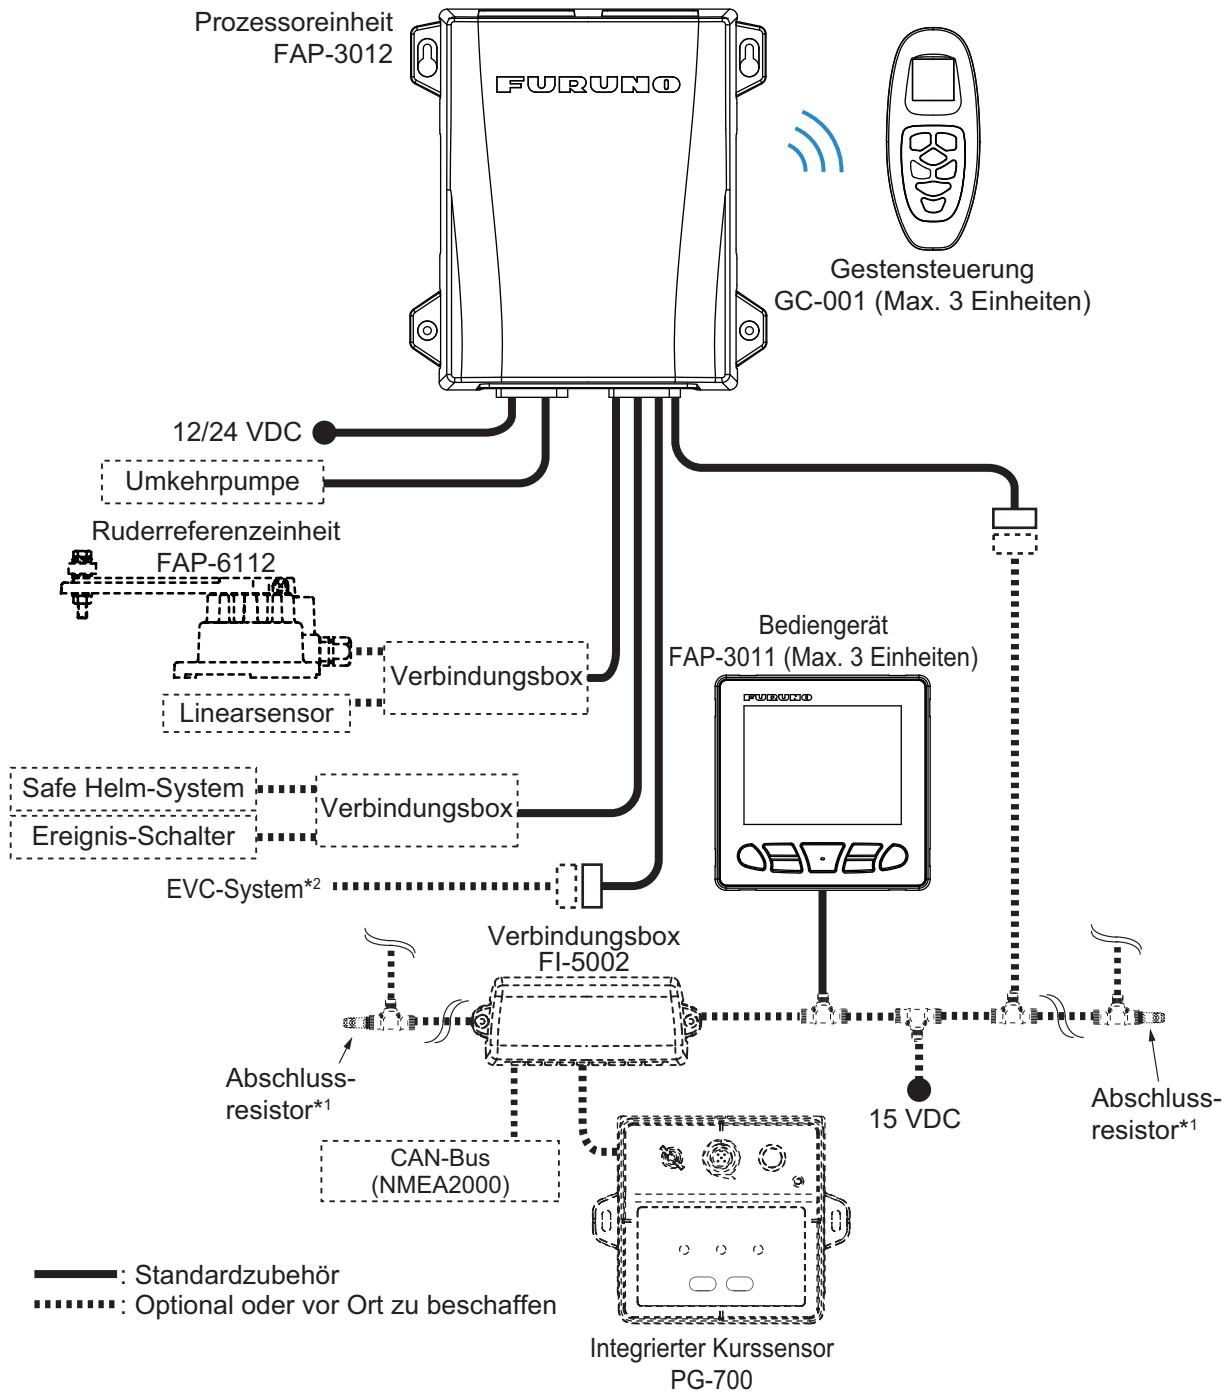 Prozessoreinheit
FAP-3012
FURUNO
Gestensteuerung
GC-001 (Max. 3 Einheiten)
12/24 VDC
Umkehrpumpe
Ruderreferenzeinheit
FAP-6112
Verbindungsbox
Linearsensor
Bediengerät
FAP-3011 (Max. 3 Einheiten)
FURUNO
Safe Helm-System
Verbindungsbox
Ereignis-Schalter
EVC-System*2
Verbindungsbox
FI-5002
Abschluss-
resistor*1
15 VDC
Abschluss-
resistor*1
CAN-Bus
(NMEA2000)
: Standardzubehör
: Optional oder vor Ort zu beschaffen
Integrierter Kurssensor
PG-700